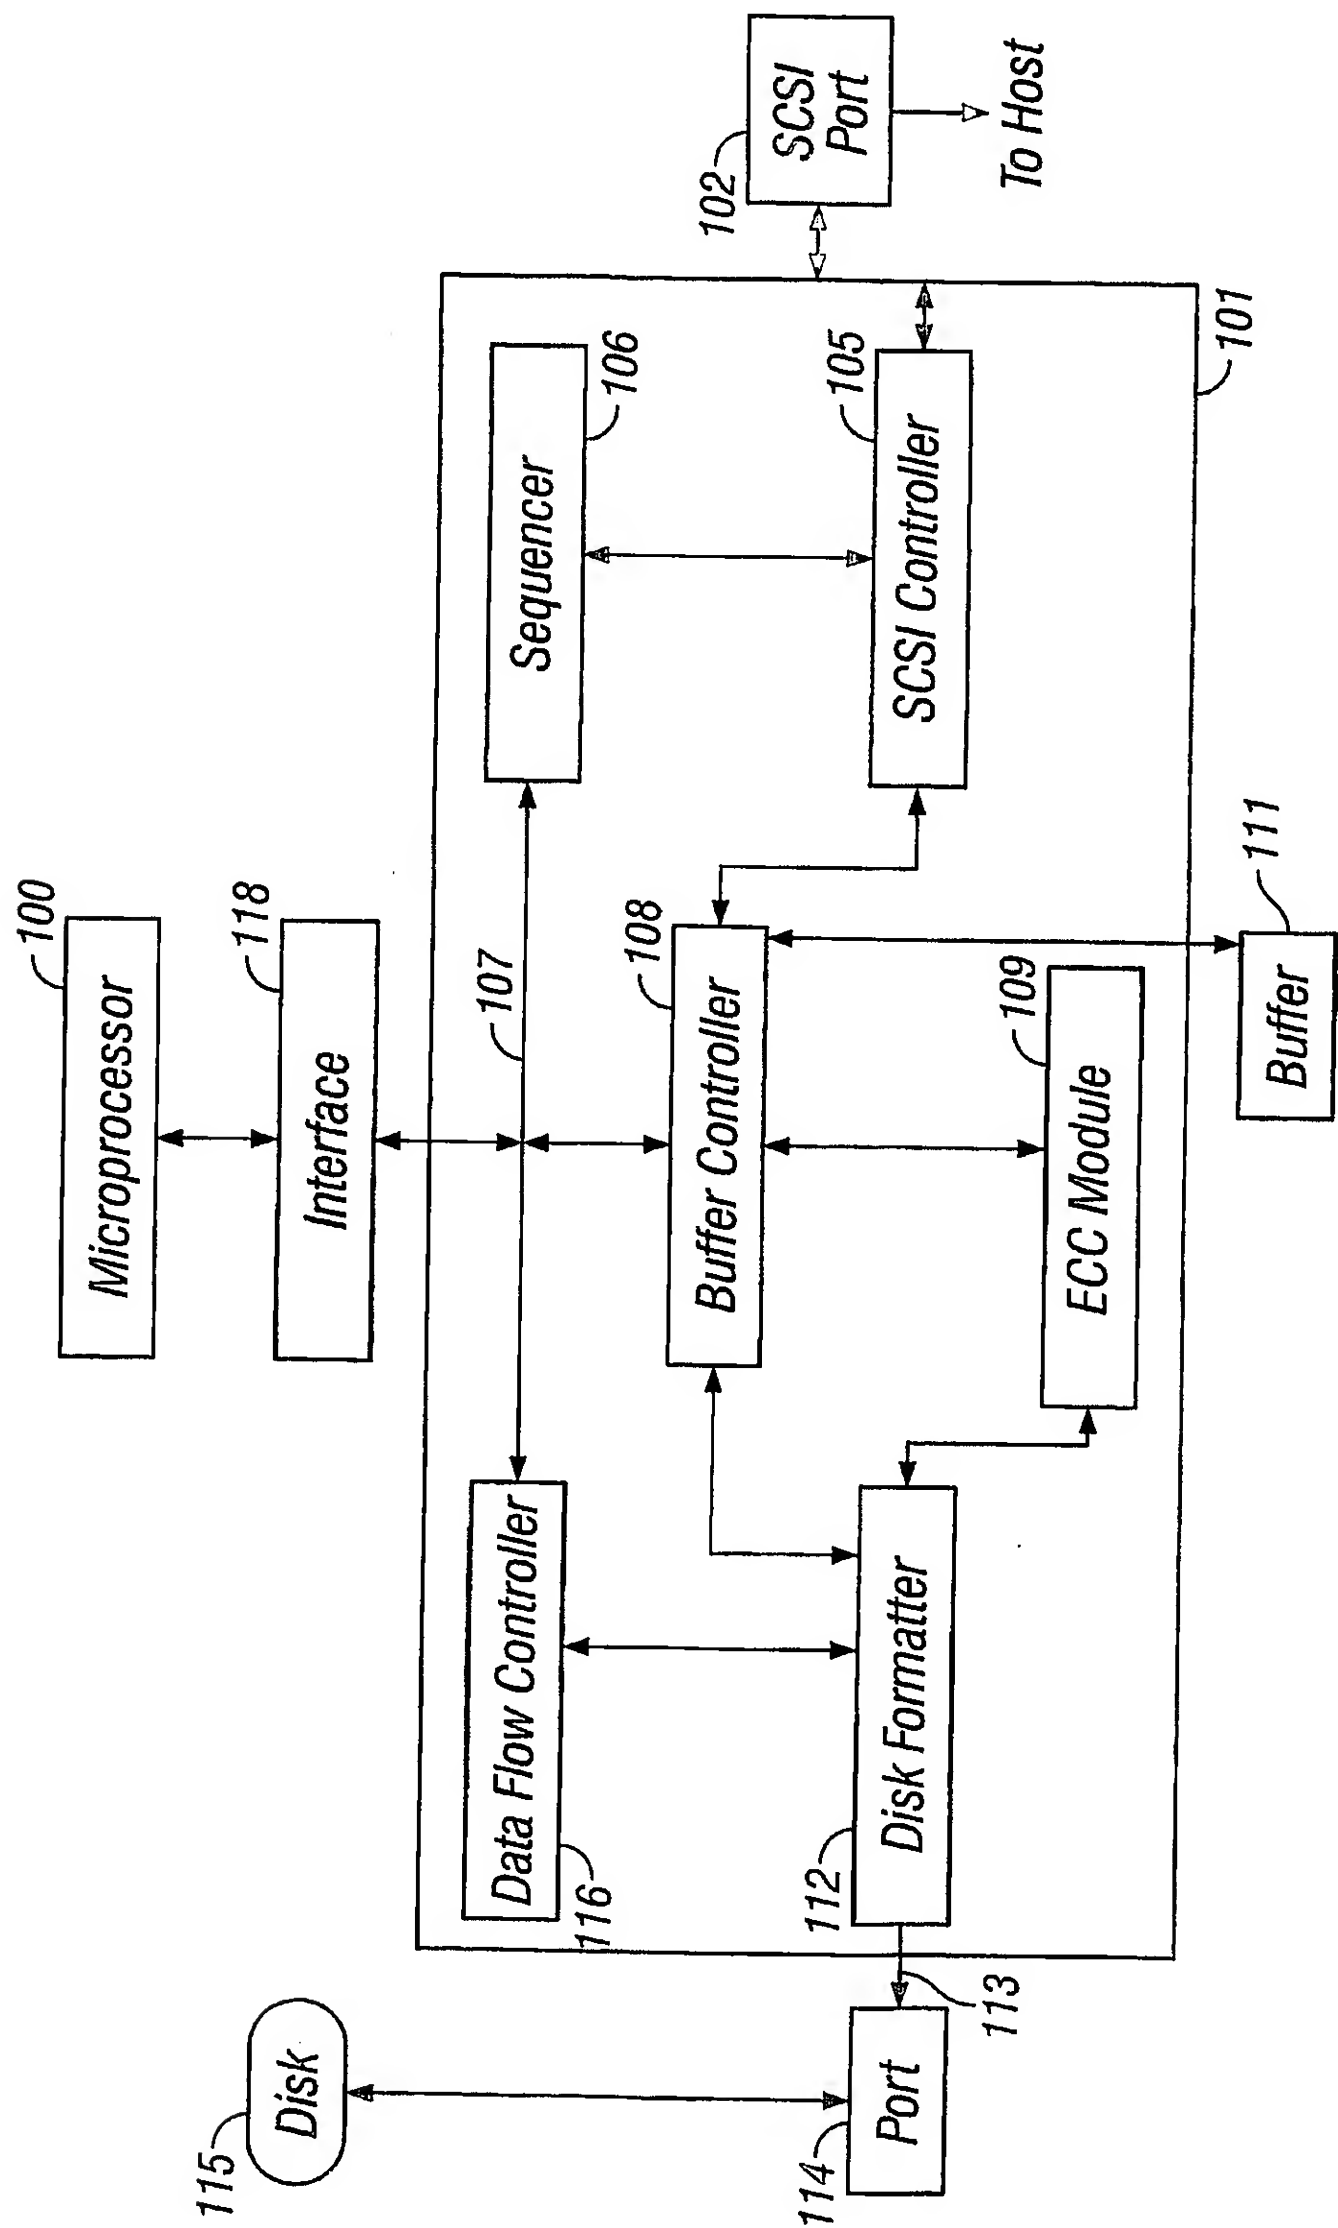 115
Disk
114
Port
113
100
Microprocessor
118
Interface
107
116
Data Flow Controller
106
Sequencer
108
Buffer Controller
112
Disk Formatter
105
SCSI Controller
109
ECC Module
101
111
Buffer
102
SCSI
Port
To Host